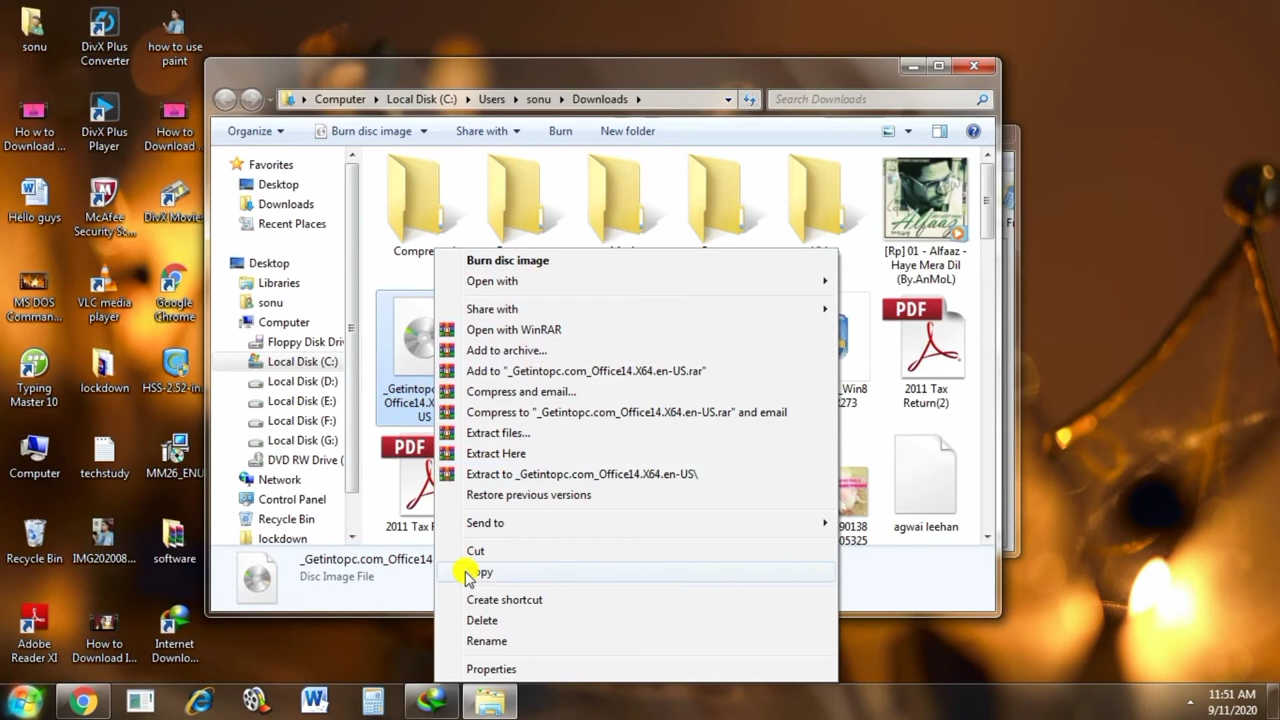 sonu
DivX Plus
Converter
how to use
paint
Ho w to
Download ...
DivX Plus
Player
How to
Download ...
Hello guys
McAfee
Security Sc...
DivX Movies
MS DOS
Comman...
VLC media
player
Google
Chrome
Typing
Master 10
lockdown
HSS-2.52-in...
Computer
techstudy
MM26_ENU
Recycle Bin
IMG202008...
software
Adobe
Reader XI
How to
Download I...
Internet
Downlo...
Computer
Local Disk (C:)
Users
sonu
Downloads
Search Downloads
Organize
Burn disc image
Share with
Burn
New folder
Favorites
Desktop
Downloads
Recent Places
Desktop
Libraries
sonu
Computer
Floppy Disk Dri
Local Disk (C:)
Local Disk (D:)
Local Disk (E:)
Local Disk (F:)
Local Disk (G:)
DVD RW Drive (
Network
Control Panel
Recycle Bin
lockdown
Compre
Alfaaz
[Rp] 01 - Alfaaz -
Haye Mera Dil
(By.AnMoL)
_Getintopc
Office14.X
US
_Win8
273
PDF
2011 Tax
Return(2)
PDF
2011 Tax
90138
65325
agwai leehan
Burn disc image
Open with
Share with
Open with WinRAR
Add to archive...
Add to "_Getintopc.com_Office14.X64.en-US.rar"
Compress and email...
Compress to "_Getintopc.com_Office14.X64.en-US.rar" and email
Extract files...
Extract Here
Extract to _Getintopc.com_Office14.X64.en-US\
Restore previous versions
Send to
Cut
opy
Create shortcut
Delete
Rename
Properties
_Getintopc.com_Office14
Disc Image File
11:51 AM
9/11/2020